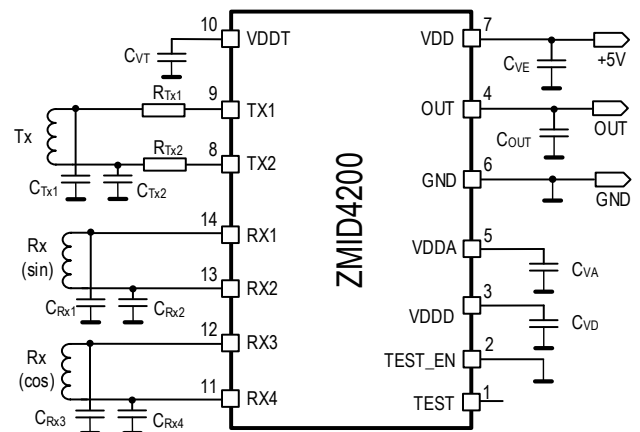 10 VDDT
CVT
RTx1
9 TX1
Tx
RTx2
8 TX2
CTx1
CTx2
14 RX1
Rx
(sin)
13 RX2
CRx1
CRx2
12 RX3
Rx
(cos)
11 RX4
CRx3
CRx4
ZMID4200
VDD 7
+5V
CVE
OUT 4
OUT
COUT
GND 6
GND
VDDA 5
CVA
VDDD 3
CVD
TEST_EN 2
TEST 1